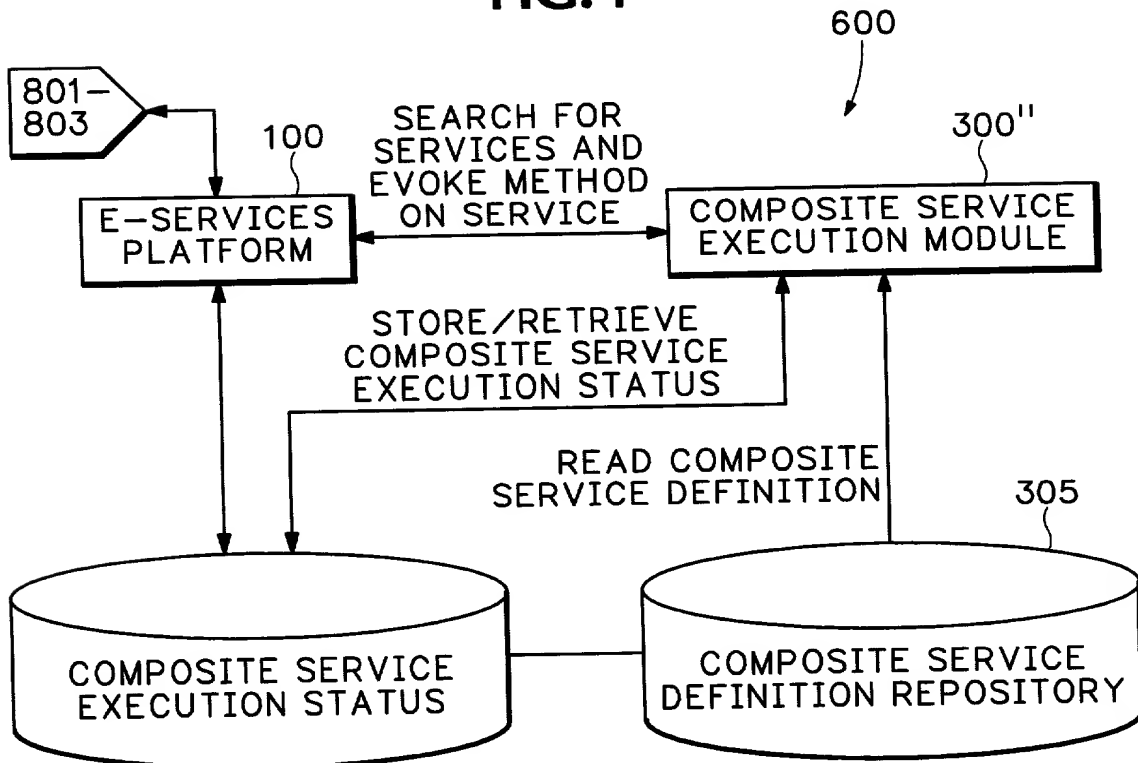 600
801-
803
100
SEARCH FOR
SERVICES AND
EVOKE METHOD
ON SERVICE
300"
E-SERVICES
PLATFORM
COMPOSITE SERVICE
EXECUTION MODULE
STORE/RETRIEVE
COMPOSITE SERVICE
EXECUTION STATUS
READ COMPOSITE
SERVICE DEFINITION
305
COMPOSITE SERVICE
EXECUTION STATUS
COMPOSITE SERVICE
DEFINITION REPOSITORY